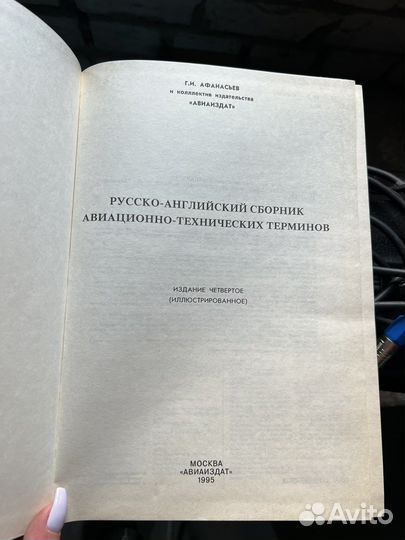 Г.И. АФАНАСЬЕВ
и коллектив издательства
«АВИАИЗДАТ»
РУССКО-АНГЛИЙСКИЙ СБОРНИК
АВИАЦИОННО-ТЕХНИЧЕСКИХ ТЕРМИНОВ
ИЗДАНИЕ ЧЕТВЕРТОЕ
(ИЛЛЮСТРИРОВАННОЕ)
МОСКВА
«АВИАИЗДАТ»
1995
Avito